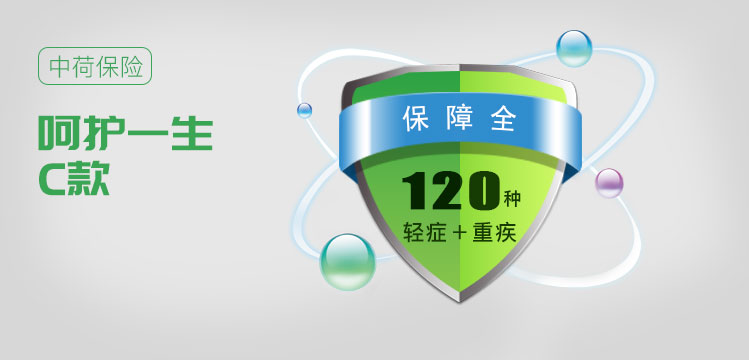 中荷保险
呵护一生
C款
保障全
120种
轻症+重疾